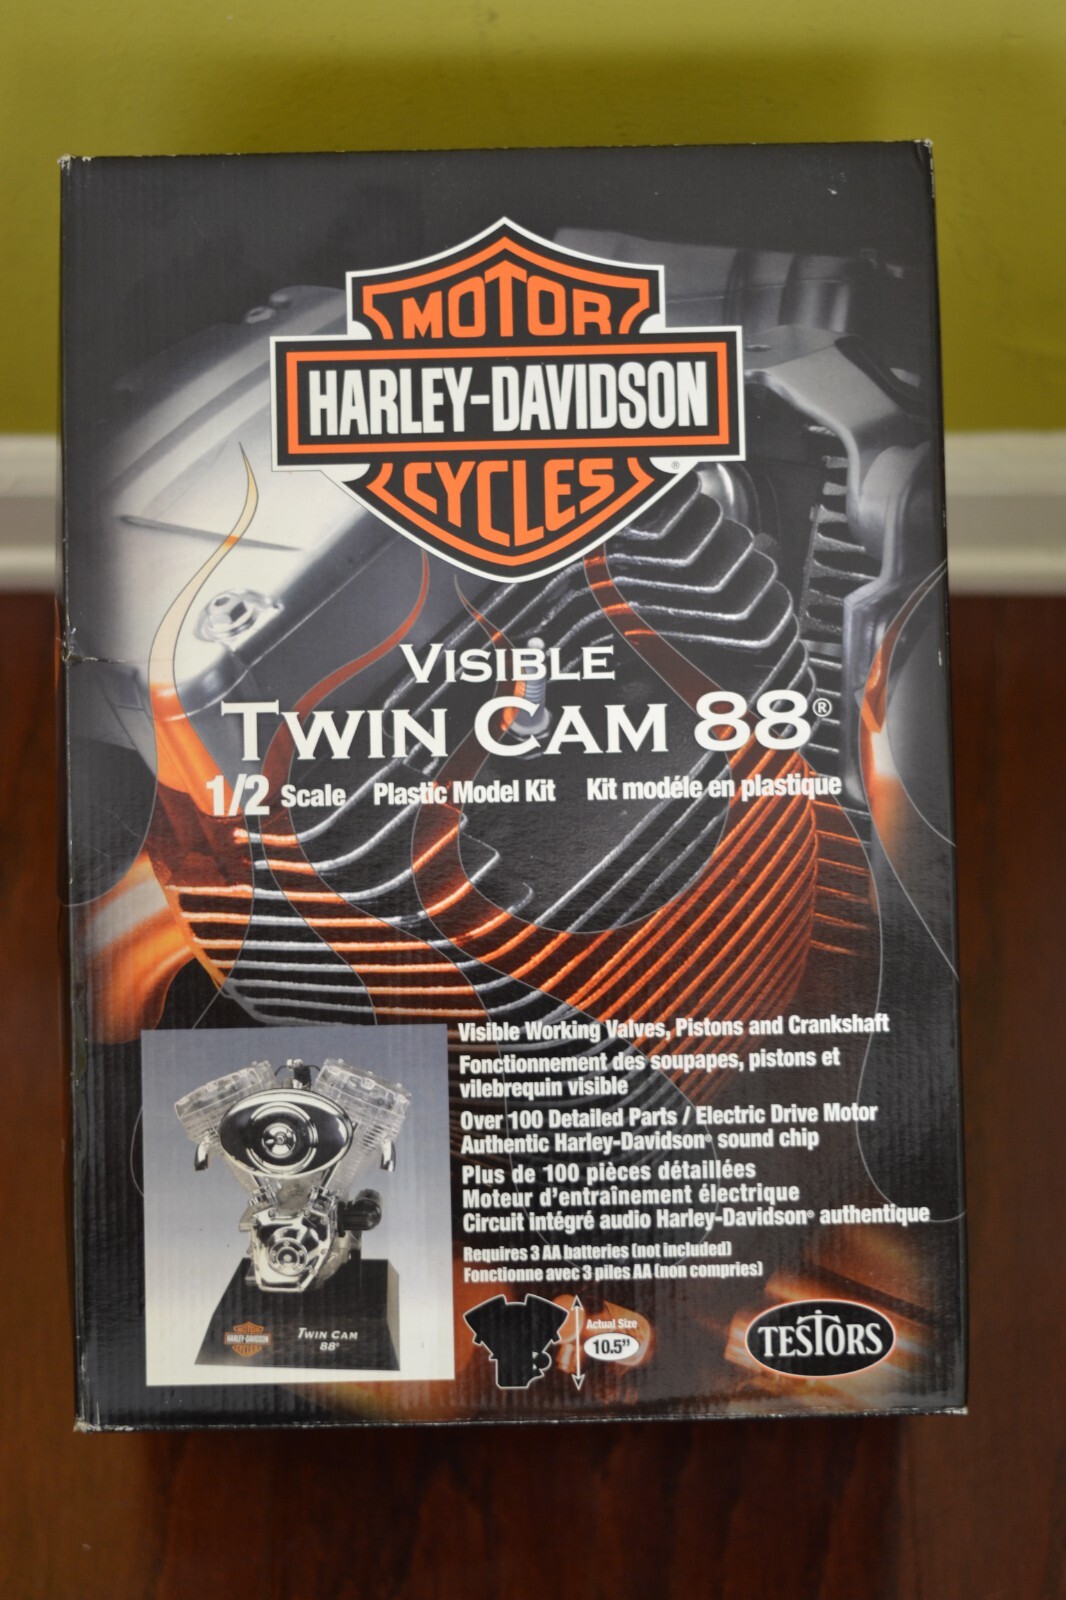 MOTOR
HARLEY-DAVIDSON
CYCLES
®
VISIBLE
TWIN CAM 88®
1/2 Scale Plastic Model Kit Kit modéle en plastique
Visible Working Valves, Pistons and Crankshaft
Fonctionnement des soupapes, pistons et
vilebrequin visible
Over 100 Detailed Parts / Electric Drive Motor
Authentic Harley-Davidson® sound chip
Plus de 100 pièces détaillées
Moteur d'entraînement électrique
Circuit intégré audio Harley-Davidson® authentique
Requires 3 AA batteries (not included)
Fonctionne avec 3 piles AA (non compries)
Actual Size
10.5"
TESTORS
MOTOR
HARLEY-DAVIDSON
CYCLES
TWIN CAM
88®